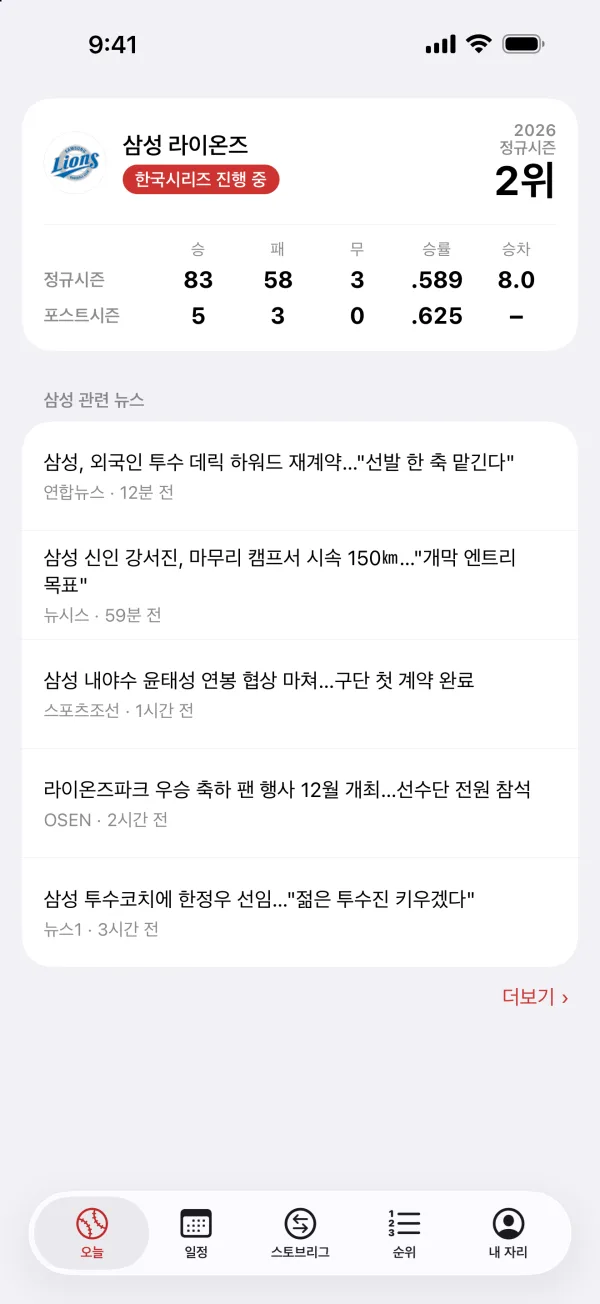 9:41
SAMSUNG
Lions
삼성 라이온즈
한국시리즈 진행 중
2026
정규시즌
2위
승 패 무 승률 승차
정규시즌 83 58 3 .589 8.0
포스트시즌 5 3 0 .625 –
삼성 관련 뉴스
삼성, 외국인 투수 데릭 하워드 재계약..."선발 한 축 맡긴다"
연합뉴스 · 12분 전
삼성 신인 강서진, 마무리 캠프서 시속 150㎞..."개막 엔트리
목표"
뉴시스 · 59분 전
삼성 내야수 윤태성 연봉 협상 마쳐...구단 첫 계약 완료
스포츠조선 · 1시간 전
라이온즈파크 우승 축하 팬 행사 12월 개최...선수단 전원 참석
OSEN · 2시간 전
삼성 투수코치에 한정우 선임..."젊은 투수진 키우겠다"
뉴스1 · 3시간 전
더보기 ›
오늘 일정 스토브리그 순위 내 자리